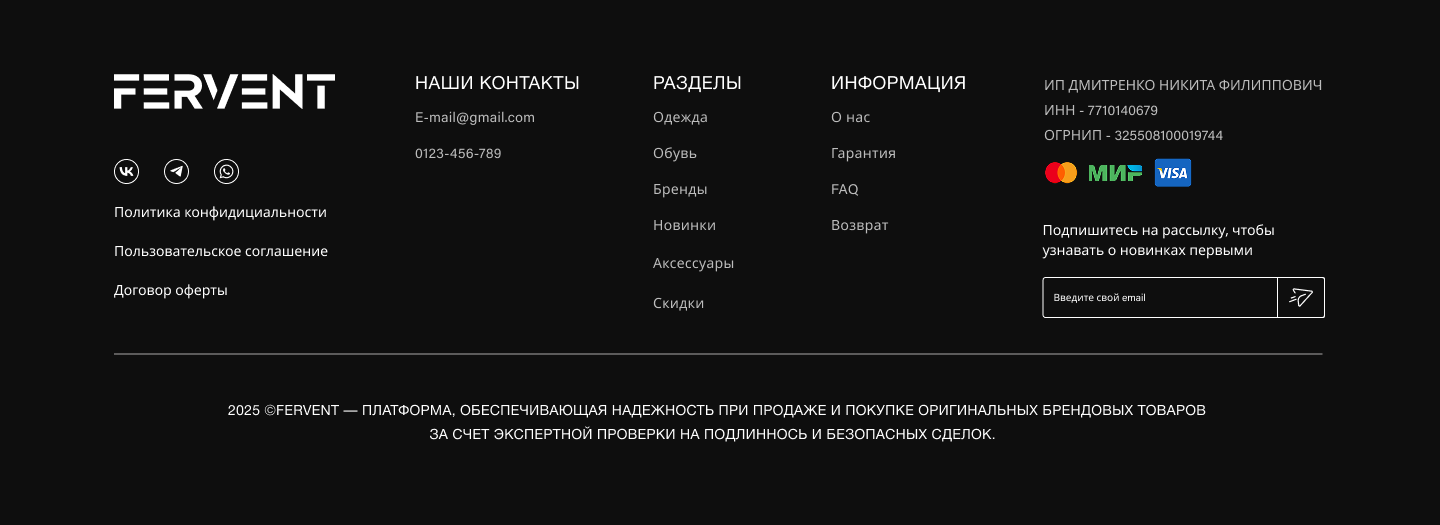 FERVENT
Политика конфидициальности
Пользовательское соглашение
Договор оферты
НАШИ КОНТАКТЫ
E-mail@gmail.com
0123-456-789
РАЗДЕЛЫ
Одежда
Обувь
Бренды
Новинки
Аксессуары
Скидки
ИНФОРМАЦИЯ
О нас
Гарантия
FAQ
Возврат
ИП ДМИТРЕНКО НИКИТА ФИЛИППОВИЧ
ИНН - 7710140679
ОГРНИП - 325508100019744
МИР VISA
Подпишитесь на рассылку, чтобы
узнавать о новинках первыми
Введите свой email
2025 ©FERVENT — ПЛАТФОРМА, ОБЕСПЕЧИВАЮЩАЯ НАДЕЖНОСТЬ ПРИ ПРОДАЖЕ И ПОКУПКЕ ОРИГИНАЛЬНЫХ БРЕНДОВЫХ ТОВАРОВ
ЗА СЧЕТ ЭКСПЕРТНОЙ ПРОВЕРКИ НА ПОДЛИННОСЬ И БЕЗОПАСНЫХ СДЕЛОК.